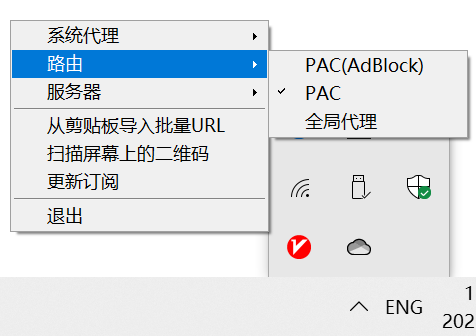 系统代理
路由
服务器
从剪贴板导入批量URL
扫描屏幕上的二维码
更新订阅
退出
PAC(AdBlock)
PAC
全局代理
ENG
1
202